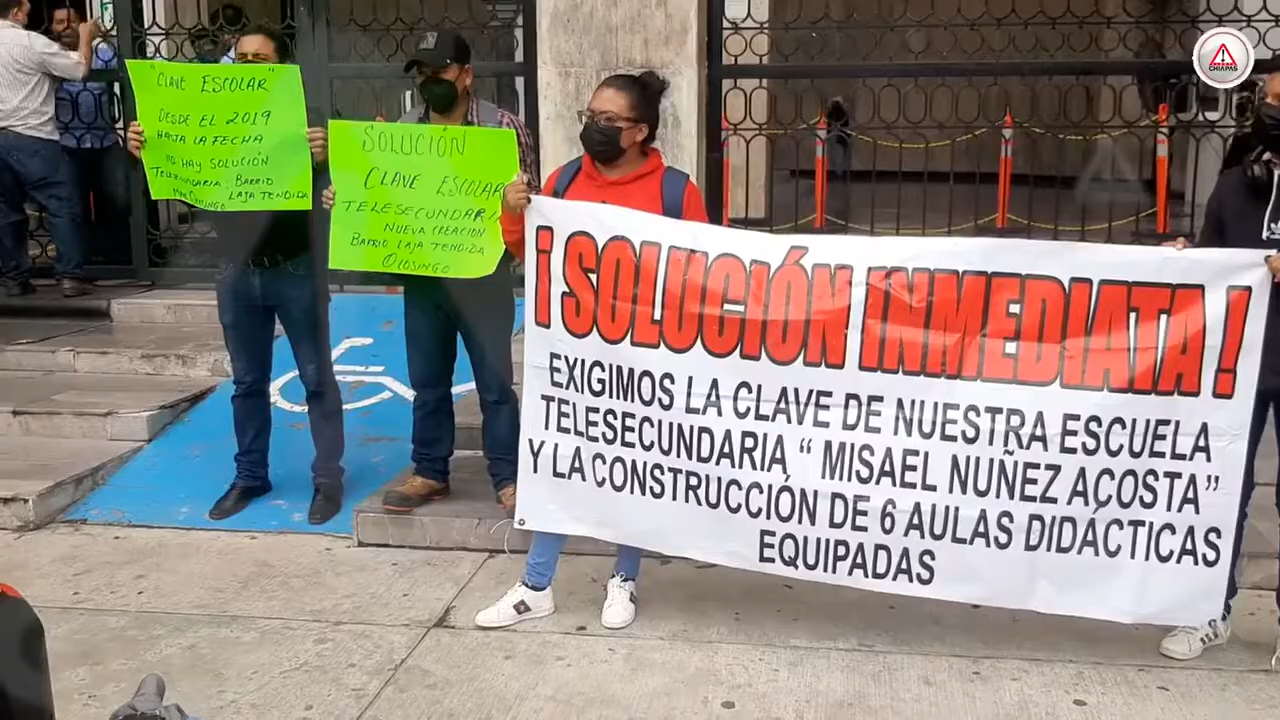 "CLAVE ESCOLAR"
DESDE EL 2019
HASTA LA FECHA
NO HAY SOLUCIÓN
TELESECUNDARIA: BARRIO
LAJA TENDIDA
SOLUCIÓN
CLAVE ESCOLAR
TELESECUNDARIA
NUEVA CREACIÓN
BARRIO LAJA TENDIDA
OLOSINGO
¡SOLUCIÓN INMEDIATA!
EXIGIMOS LA CLAVE DE NUESTRA ESCUELA
TELESECUNDARIA " MISAEL NUÑEZ ACOSTA"
Y LA CONSTRUCCIÓN DE 6 AULAS DIDÁCTICAS
EQUIPADAS
CHIAPAS